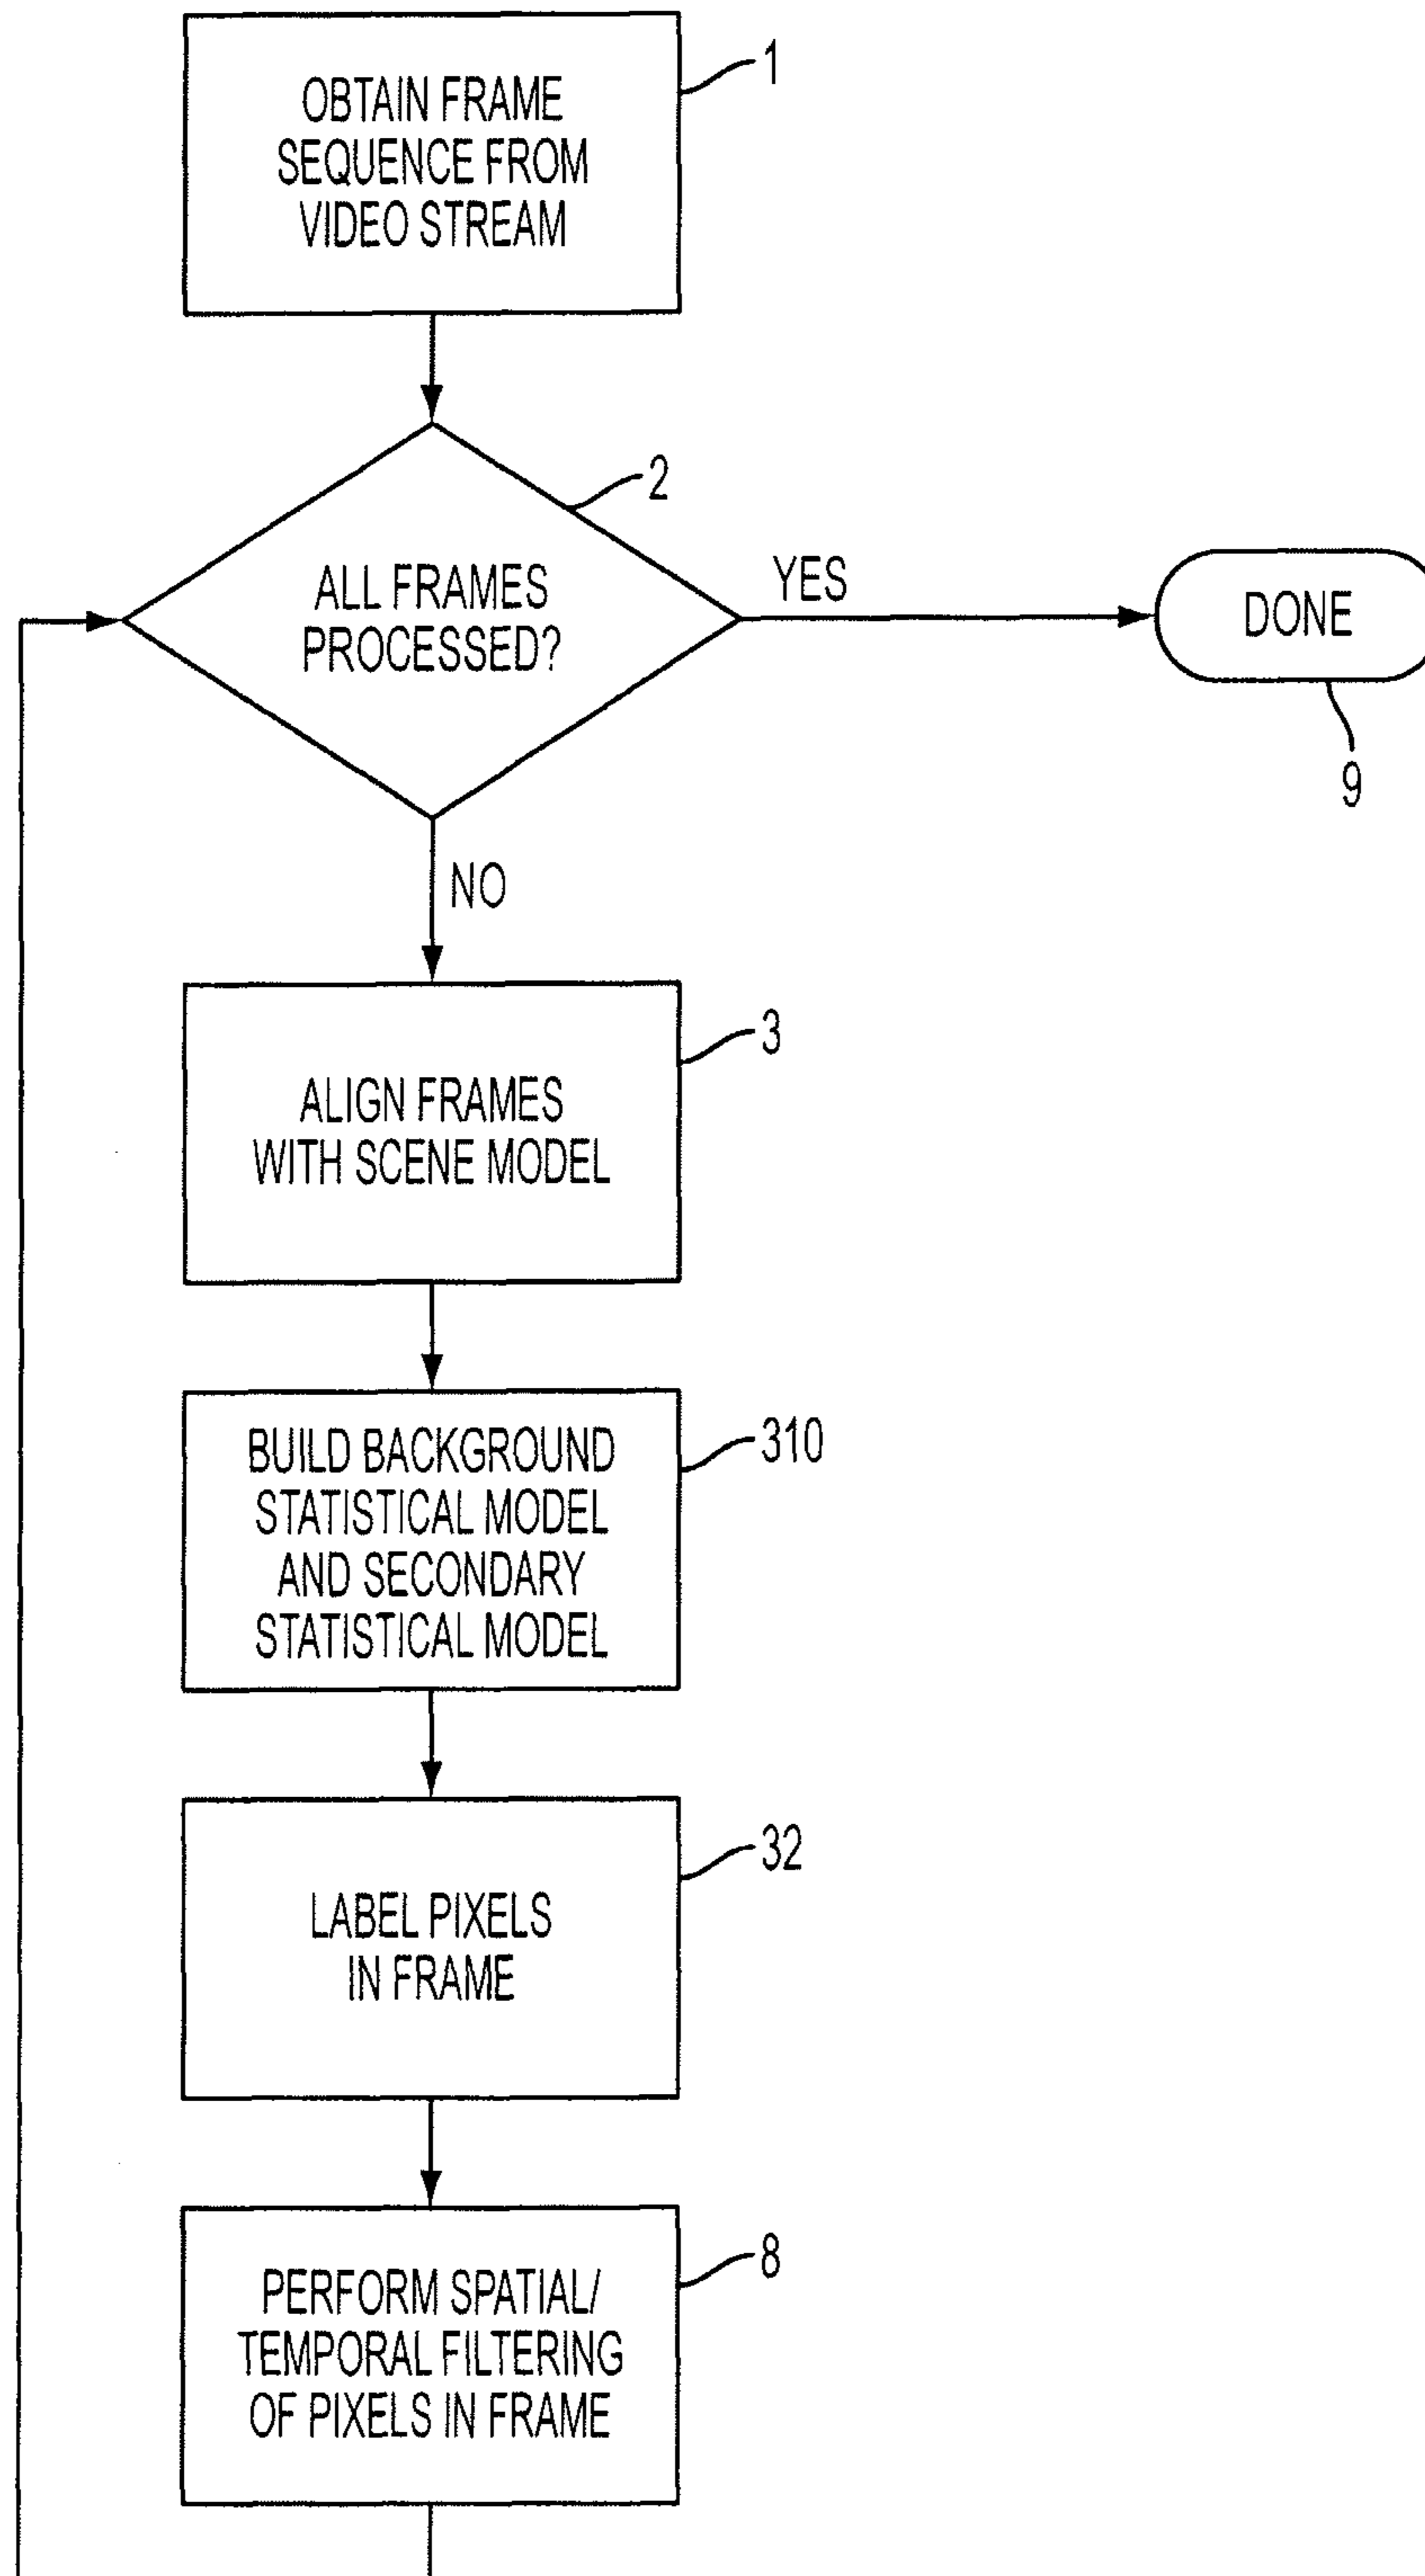 OBTAIN FRAME
SEQUENCE FROM
VIDEO STREAM
1
2
ALL FRAMES
PROCESSED?
YES
DONE
9
NO
3
ALIGN FRAMES
WITH SCENE MODEL
310
BUILD BACKGROUND
STATISTICAL MODEL
AND SECONDARY
STATISTICAL MODEL
32
LABEL PIXELS
IN FRAME
8
PERFORM SPATIAL/
TEMPORAL FILTERING
OF PIXELS IN FRAME